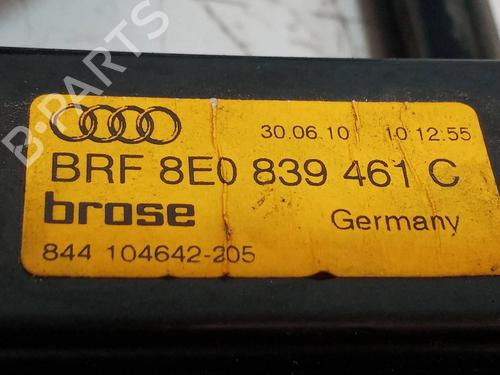 30.06.10 10:12:55
BRF 8E0 839 461 C
brose Germany
844 104642-205
B-PARTS